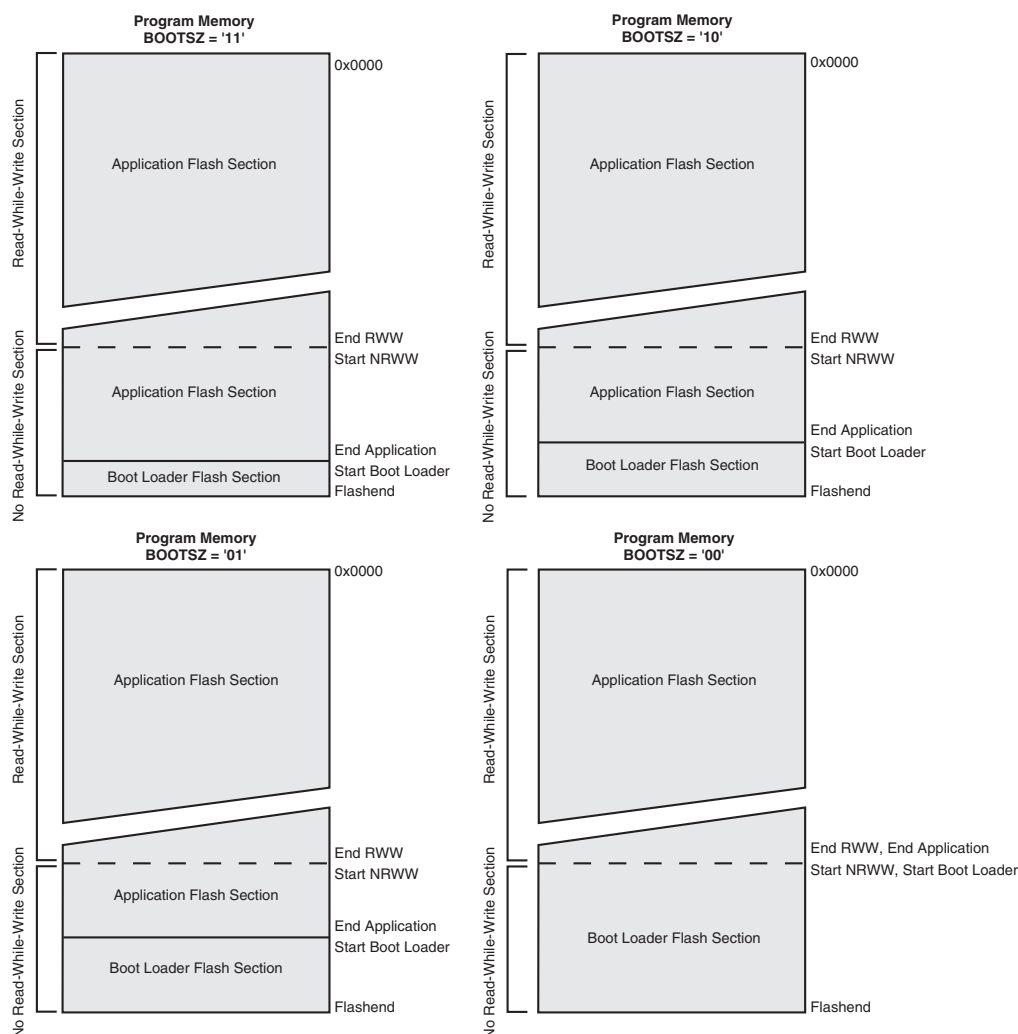 Program Memory
BOOTSZ = '11'
0x0000
Read-While-Write Section
Application Flash Section
End RWW
Start NRWW
No Read-While-Write Section
Application Flash Section
End Application
Start Boot Loader
Boot Loader Flash Section
Flashend
Program Memory
BOOTSZ = '10'
0x0000
Read-While-Write Section
Application Flash Section
End RWW
Start NRWW
No Read-While-Write Section
Application Flash Section
End Application
Start Boot Loader
Boot Loader Flash Section
Flashend
Program Memory
BOOTSZ = '01'
0x0000
Read-While-Write Section
Application Flash Section
End RWW
Start NRWW
No Read-While-Write Section
Application Flash Section
End Application
Start Boot Loader
Boot Loader Flash Section
Flashend
Program Memory
BOOTSZ = '00'
0x0000
Read-While-Write Section
Application Flash Section
End RWW, End Application
Start NRWW, Start Boot Loader
No Read-While-Write Section
Boot Loader Flash Section
Flashend